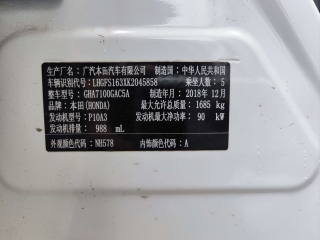 生产厂名：广汽本田汽车有限公司 制造国：中华人民共和国
车辆识别代号：LHGFS163XK2045858 乘坐人数：5
整车型号：GHA7100GAC5A 制造年月：2018年12月
品牌：本田(HONDA) 最大允许总质量：1685 kg
发动机型号：P10A3 发动机最大净功率：90 kW
发动机排量：988 mL
外观颜色代码：NH578 内饰颜色代码：A